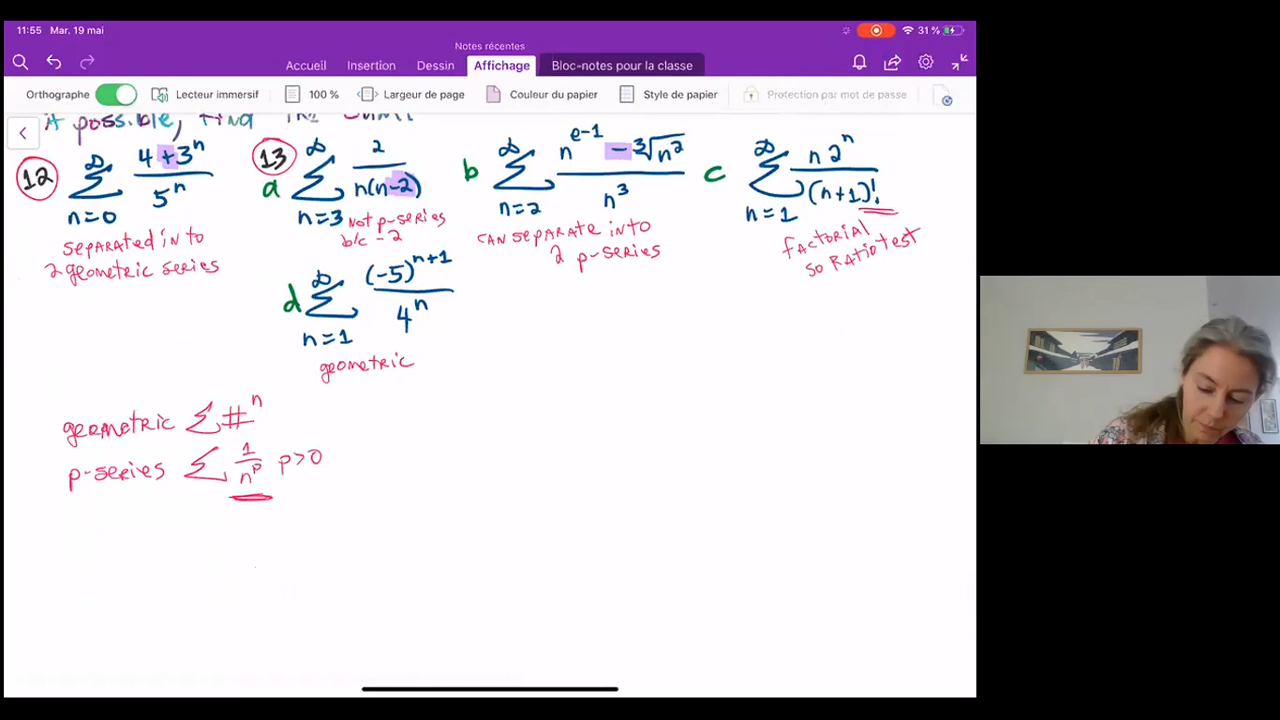 11:55 Mar. 19 mai
31 %
Notes récentes
Accueil Insertion Dessin Affichage Bloc-notes pour la classe
Orthographe Lecteur immersif 100 % Largeur de page Couleur du papier Style de page Protection par mot de passe
if possible, find the sum!
12 ∞ Σ n=0 (4+3^n)/5^n
separated into
2 geometric series
13
a ∞ Σ n=3 2/(n(n-2))
Not p-series
b/c - 2
b ∞ Σ n=2 (n^(e-1) - ³√(n²))/n³
can separate into
2 p-series
c ∞ Σ n=1 (n 2^n)/(n+1)!
factorial
so Ratio test
d ∞ Σ n=1 (-5)^(n+1)/4^n
geometric
geometric Σ #^n
p-series Σ 1/n^p p>0